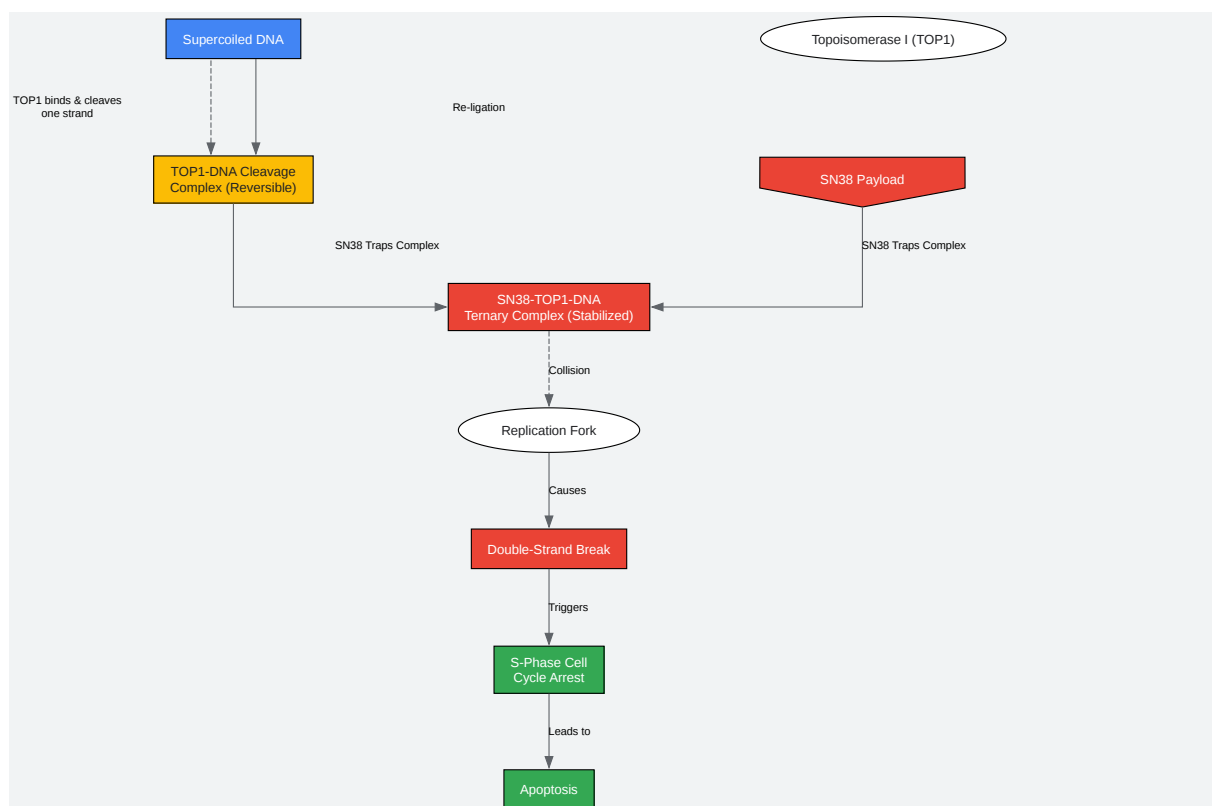 Supercoiled DNA
Topoisomerase I (TOP1)
TOP1 binds & cleaves
one strand
Re-ligation
TOP1-DNA Cleavage
Complex (Reversible)
SN38 Payload
SN38 Traps Complex
SN38 Traps Complex
SN38-TOP1-DNA
Ternary Complex (Stabilized)
Collision
Replication Fork
Causes
Double-Strand Break
Triggers
S-Phase Cell
Cycle Arrest
Leads to
Apoptosis